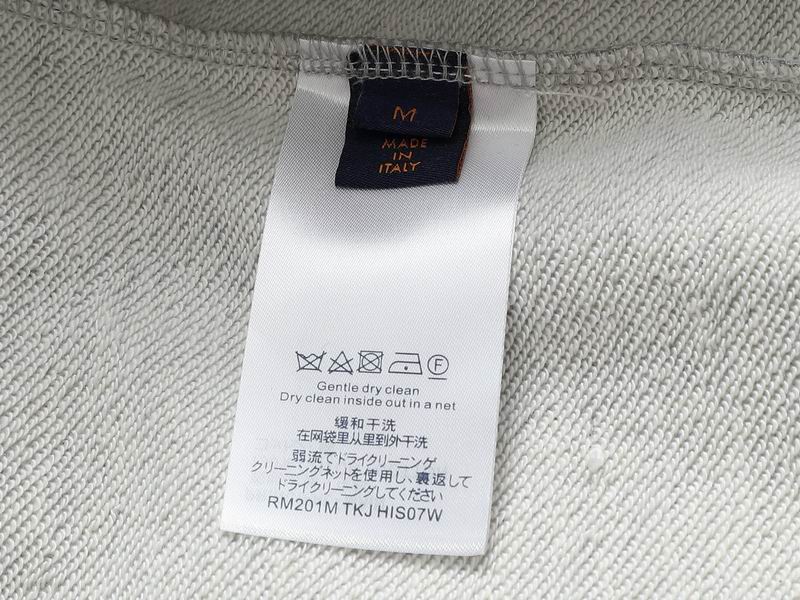 M
MADE
IN
ITALY
F
Gentle dry clean
Dry clean inside out in a net
缓和干洗
在网袋里从里到外干洗
弱流でドライクリーニング
クリーニングネットを使用し、裏返して
ドライクリーニングしてください
RM201M TKJ HIS07W